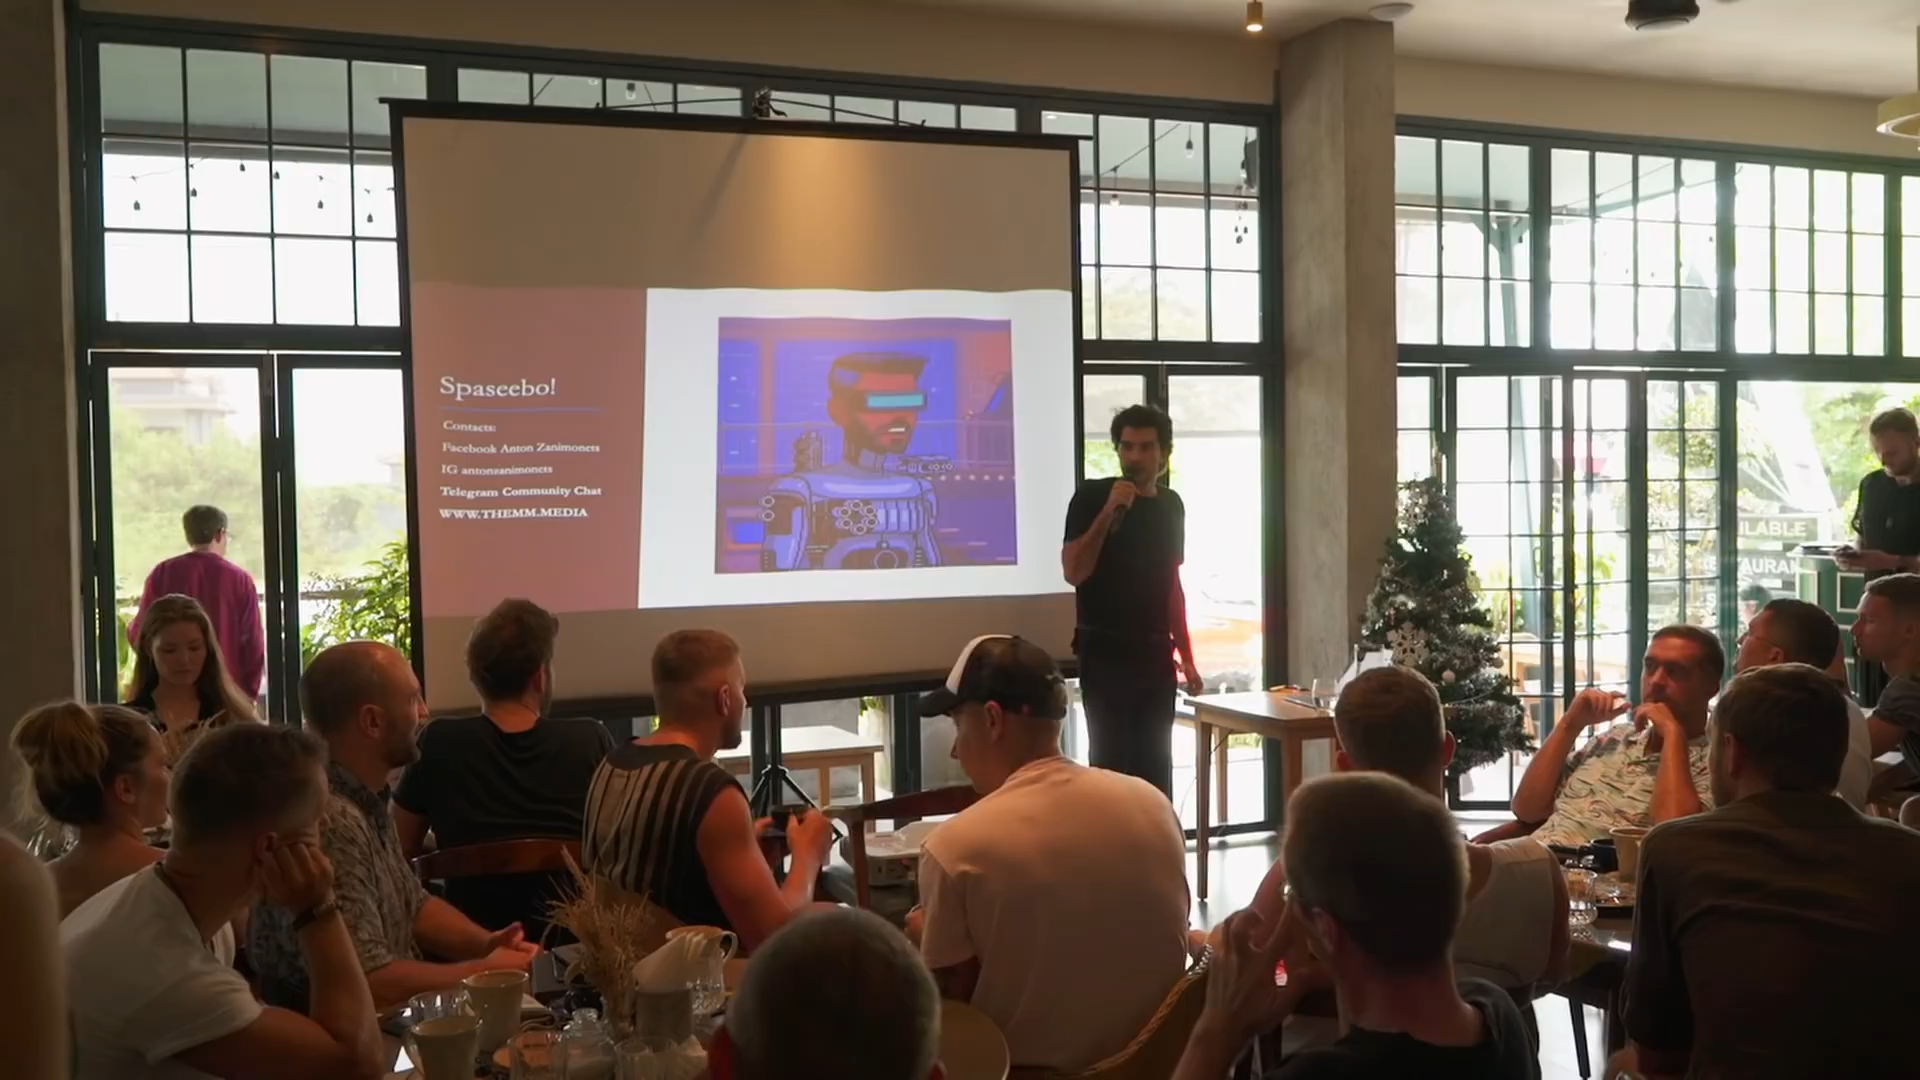 Spaseebo!
Contacts:
Facebook Anton Zanimonets
IG antonzanimonets
Telegram Community Chat
WWW.THEMM.MEDIA